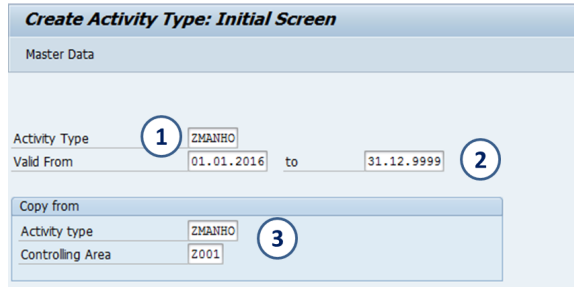 Create Activity Type: Initial Screen
Master Data
Activity Type 1 ZMANHO
Valid From 01.01.2016 to 31.12.9999 2
Copy from
Activity type ZMANHO 3
Controlling Area Z001